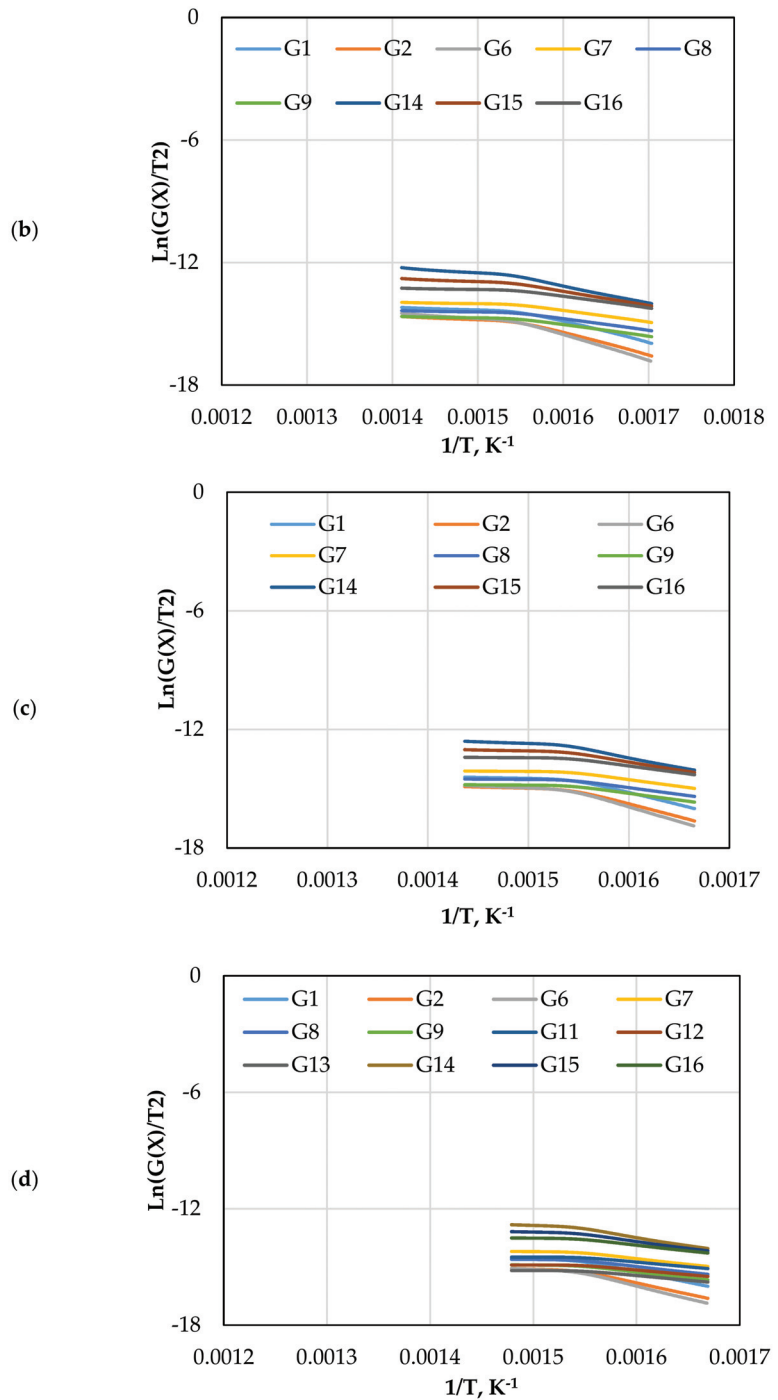 0
G1 G2 G6 G7 G8
G9 G14 G15 G16
-6
(b)
Ln(G(X)/T2)
-12
-18
0.0012 0.0013 0.0014 0.0015 0.0016 0.0017 0.0018
1/T, K-1
0
G1 G2 G6
G7 G8 G9
G14 G15 G16
-6
(c)
Ln(G(X)/T2)
-12
-18
0.0012 0.0013 0.0014 0.0015 0.0016 0.0017
1/T, K-1
0
G1 G2 G6 G7
G8 G9 G11 G12
G13 G14 G15 G16
-6
(d)
Ln(G(X)/T2)
-12
-18
0.0012 0.0013 0.0014 0.0015 0.0016 0.0017
1/T, K-1